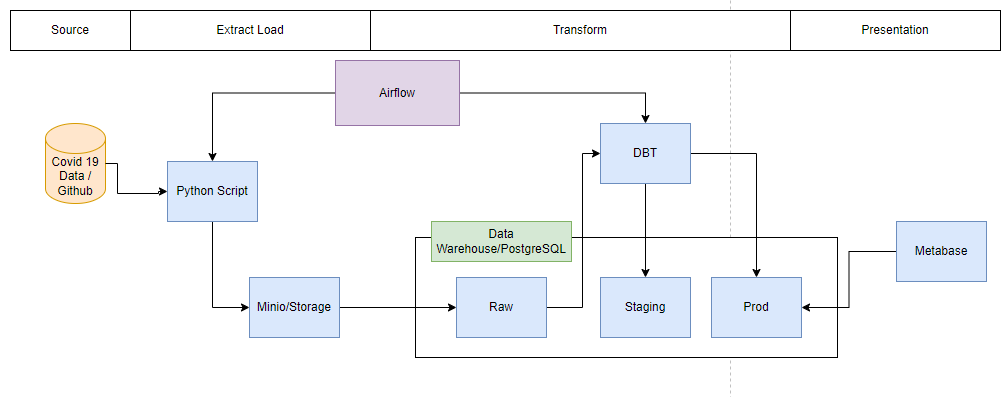 Source
Extract Load
Transform
Presentation
Airflow
Covid 19
Data /
Github
Python Script
DBT
Data
Warehouse/PostgreSQL
Metabase
Minio/Storage
Raw
Staging
Prod